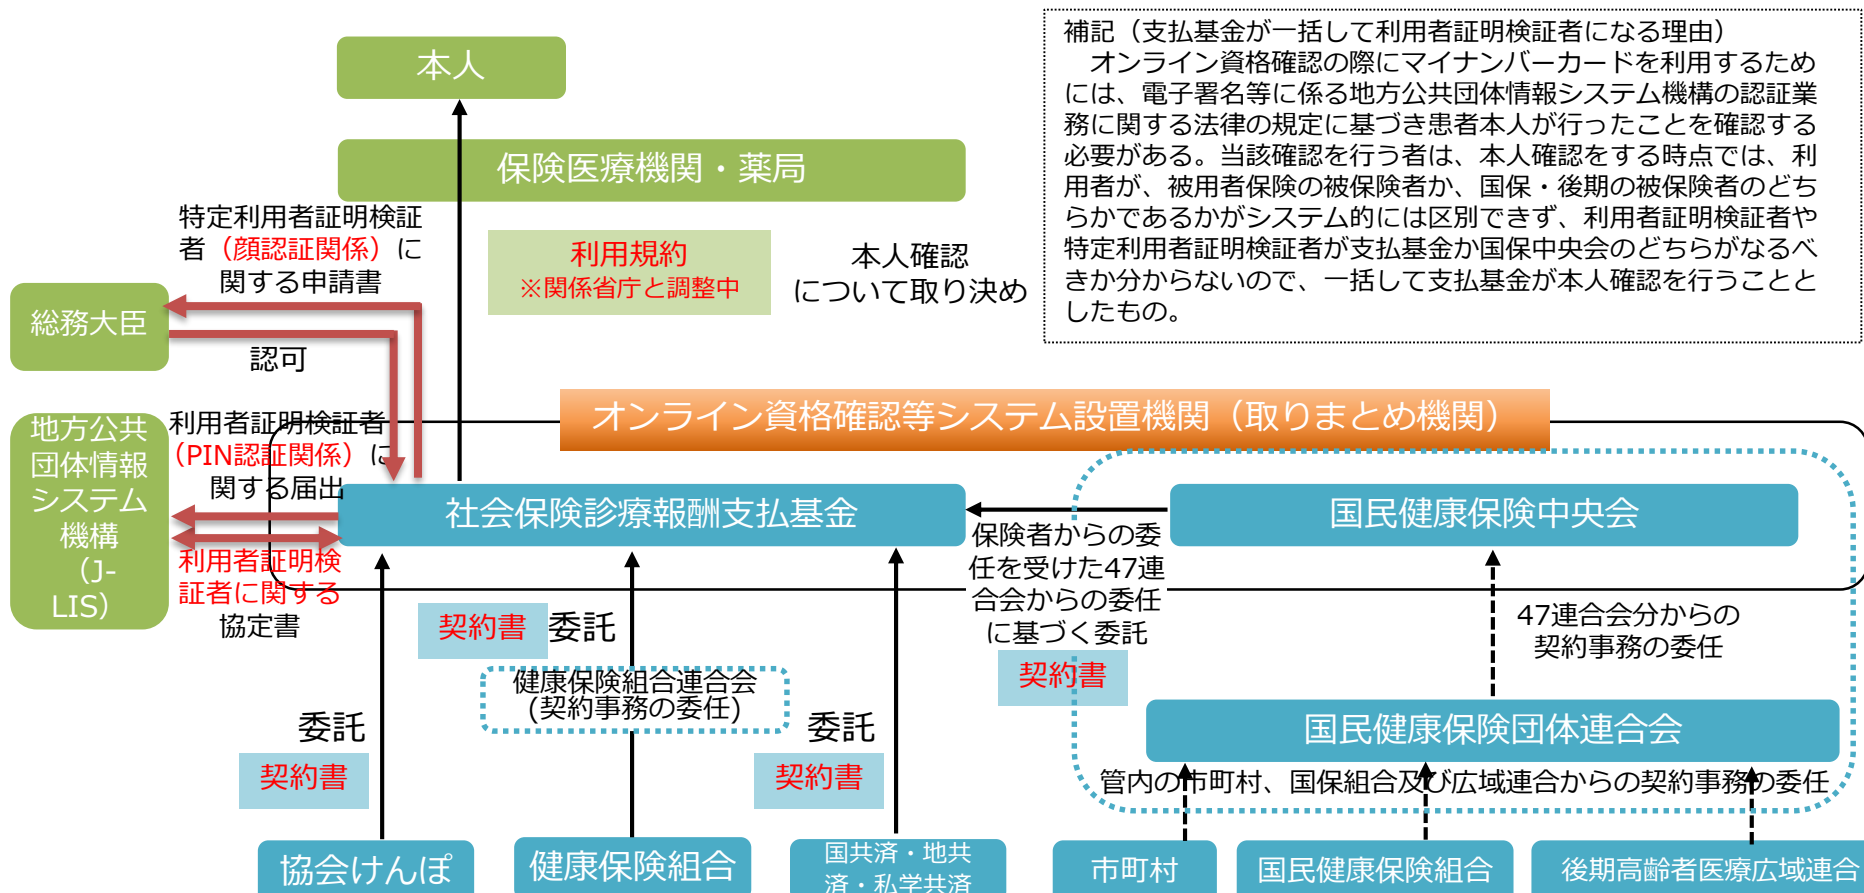 本人
保険医療機関・薬局
補記（支払基金が一括して利用者証明検証者になる理由）
オンライン資格確認の際にマイナンバーカードを利用するため
には、電子署名等に係る地方公共団体情報システム機構の認証業
務に関する法律の規定に基づき患者本人が行ったことを確認する
必要がある。当該確認を行う者は、本人確認をする時点では、利
用者が、被用者保険の被保険者か、国保・後期の被保険者のどち
らかであるかがシステム的には区別できず、利用者証明検証者や
特定利用者証明検証者が支払基金か国保中央会のどちらがなるべ
きか分からないので、一括して支払基金が本人確認を行うことと
したもの。
特定利用者証明検証
者（顔認証関係）に
関する申請書
利用規約
※関係省庁と調整中
本人確認
について取り決め
総務大臣
認可
オンライン資格確認等システム設置機関（取りまとめ機関）
地方公共
団体情報
システム
機構
（J-
LIS）
利用者証明検証者
（PIN認証関係）に
関する届出
社会保険診療報酬支払基金
国民健康保険中央会
利用者証明検
証者に関する
協定書
保険者からの委
任を受けた47連
合会からの委任
に基づく委託
契約書
47連合会分からの
契約事務の委任
契約書
委託
健康保険組合連合会
(契約事務の委任)
委託
契約書
委託
契約書
国民健康保険団体連合会
管内の市町村、国保組合及び広域連合からの契約事務の委任
協会けんぽ
健康保険組合
国共済・地共
済・私学共済
市町村
国民健康保険組合
後期高齢者医療広域連合